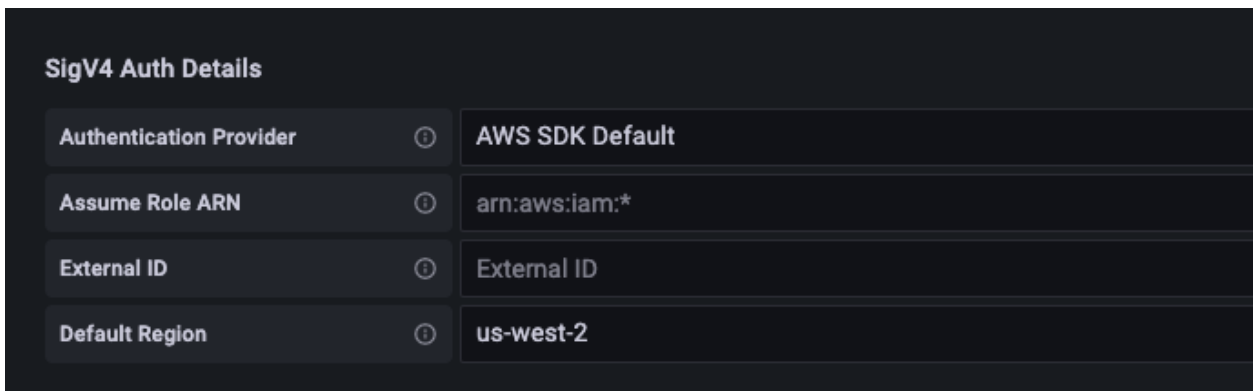 SigV4 Auth Details
Authentication Provider AWS SDK Default
Assume Role ARN arn:aws:iam:*
External ID External ID
Default Region us-west-2